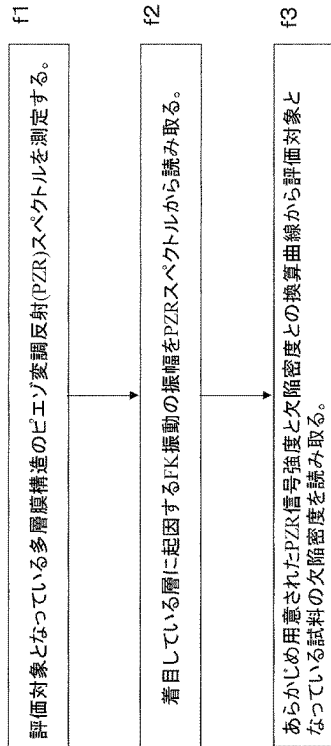 評価対象となっている多層膜構造のピエゾ変調反射(PZR)スペクトルを測定する。
f1
着目している層に起因するFK振動の振幅をPZRスペクトルから読み取る。
f2
あらかじめ用意されたPZR信号強度と欠陥密度との換算曲線から評価対象と
なっている試料の欠陥密度を読み取る。
f3